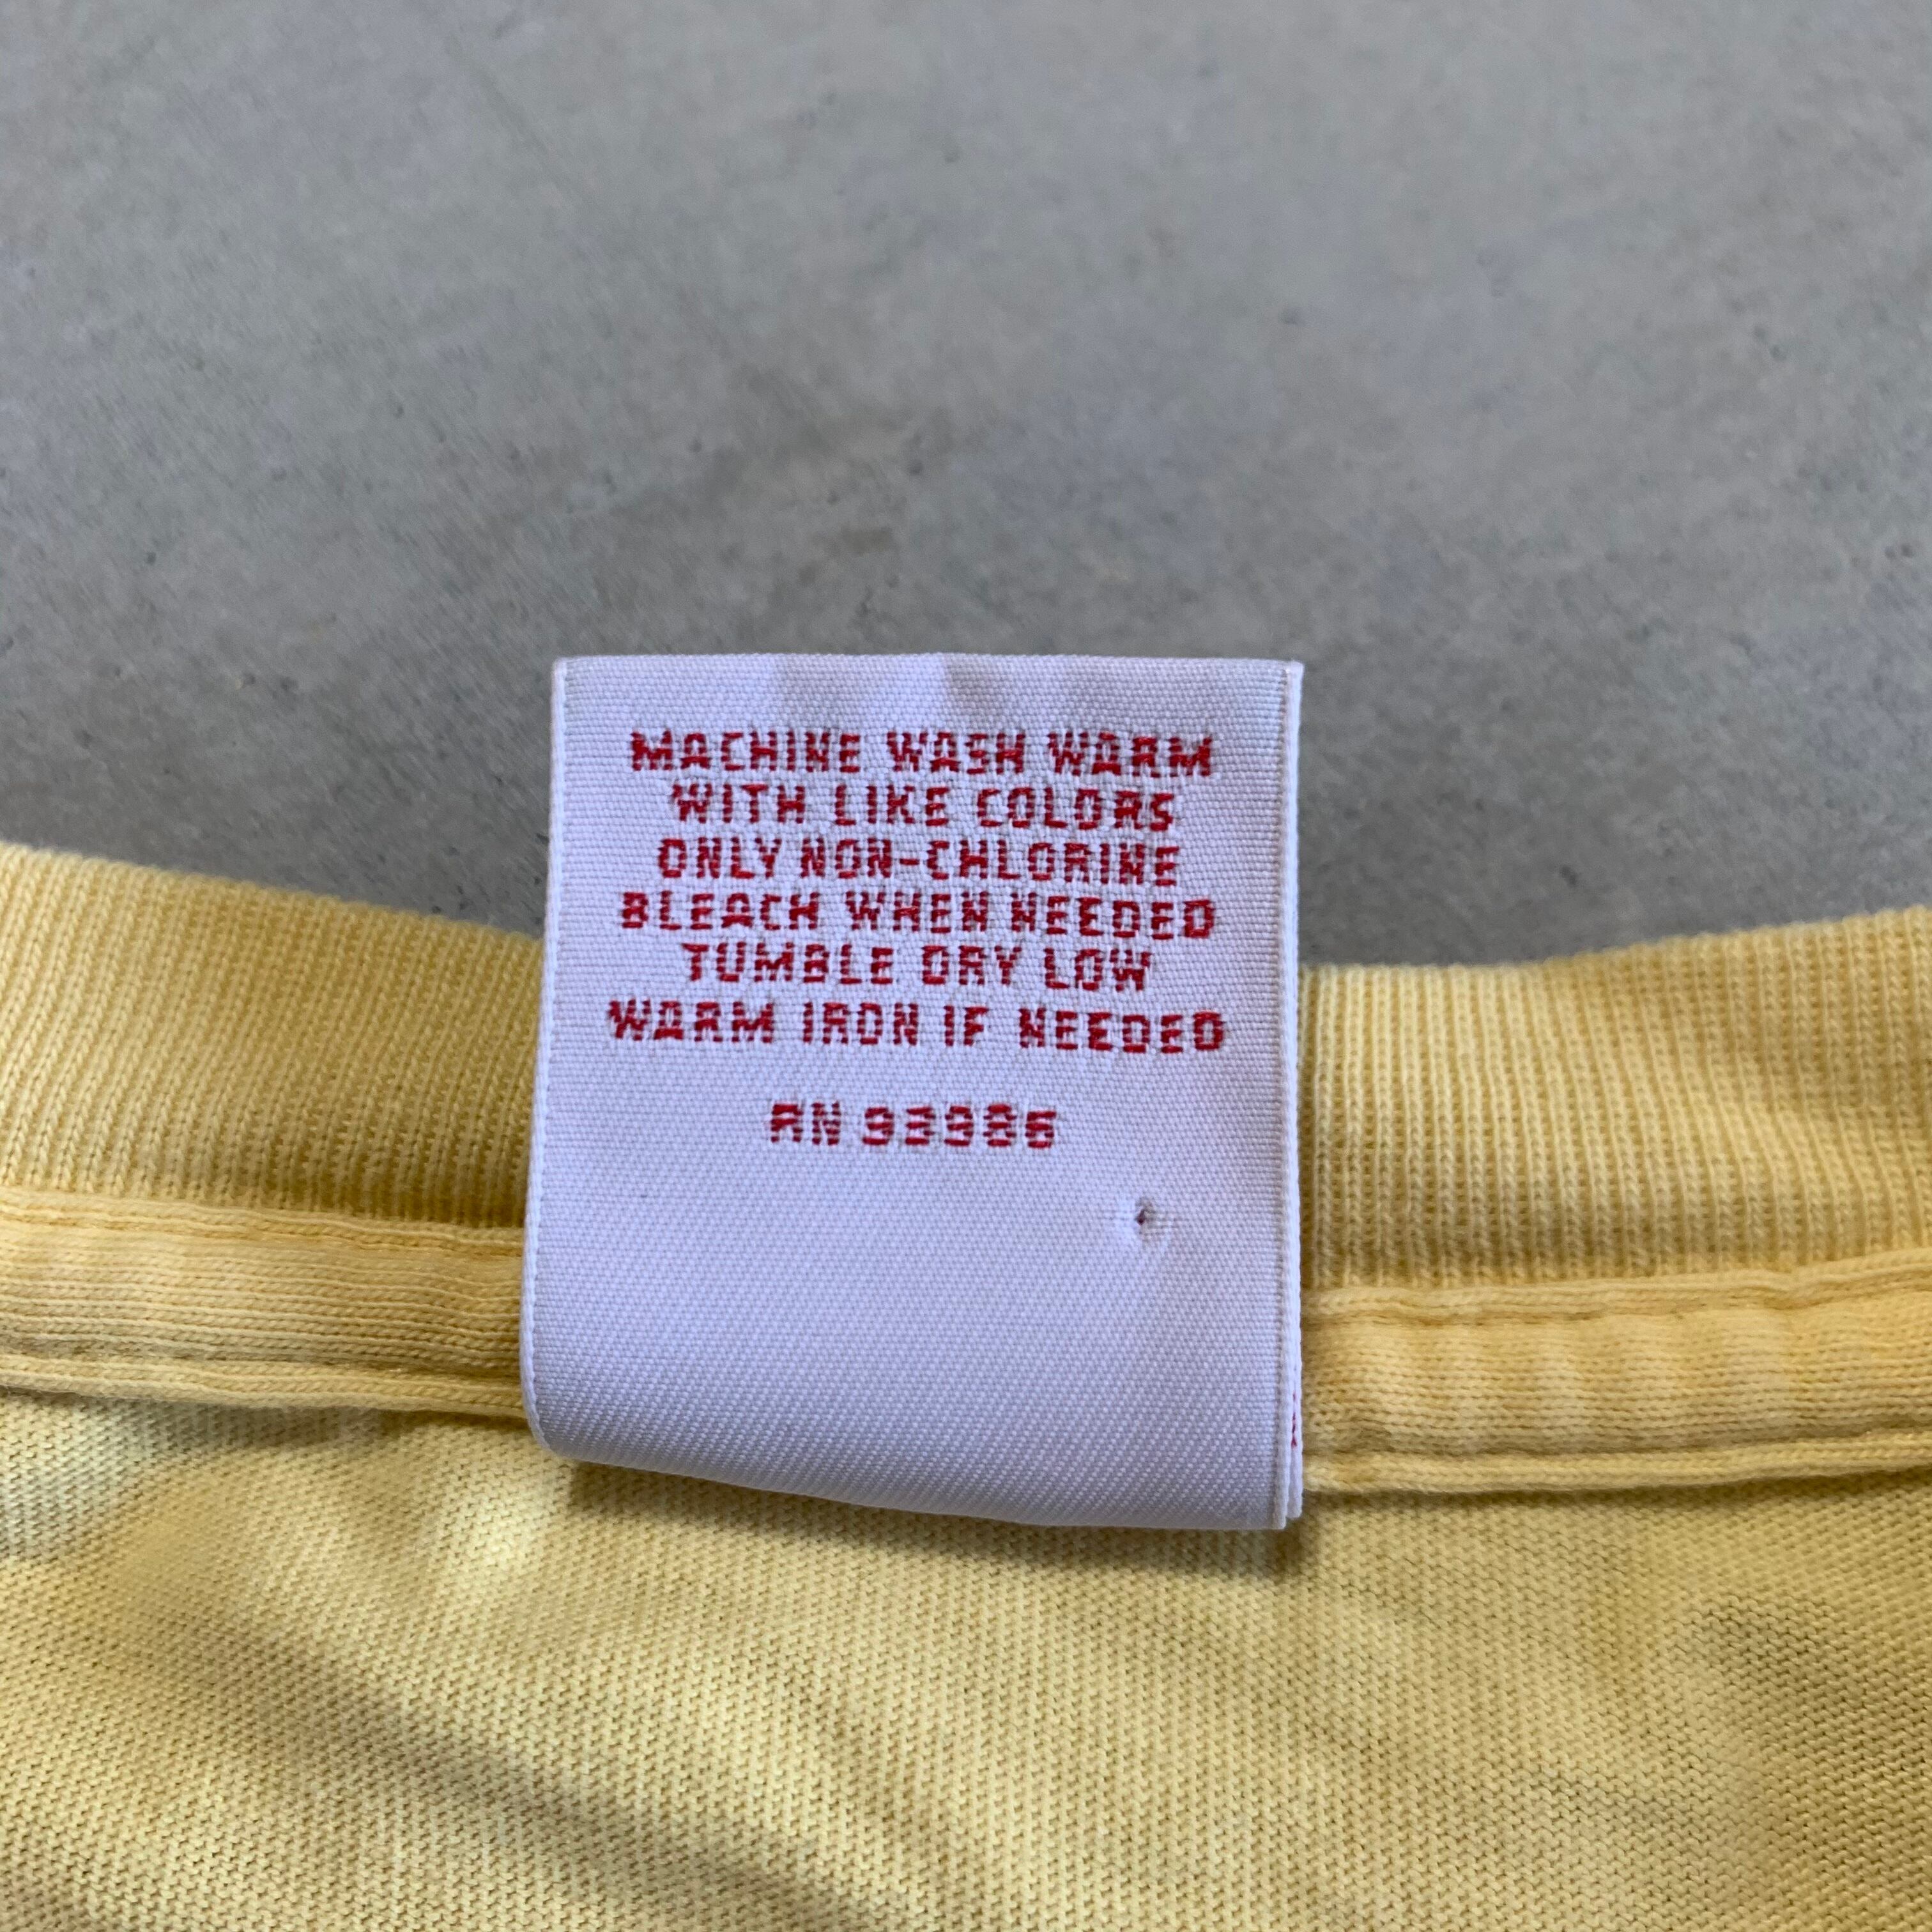 MACHINE WASH WARM
WITH LIKE COLORS
ONLY NON-CHLORINE
BLEACH WHEN NEEDED
TUMBLE DRY LOW
WARM IRON IF NEEDED
RN